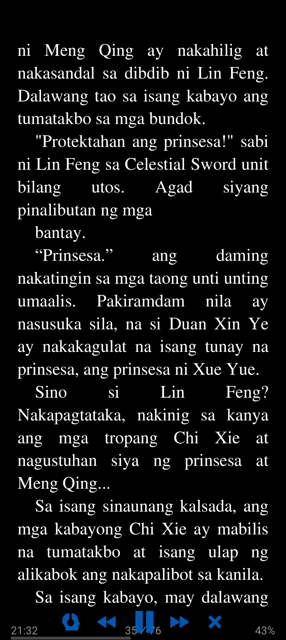 ni Meng Qing ay nakahilig at
nakasandal sa dibdib ni Lin Feng.
Dalawang tao sa isang kabayo ang
tumatakbo sa mga bundok.
"Protektahan ang prinsesa!" sabi
ni Lin Feng sa Celestial Sword unit
bilang utos. Agad siyang
pinalibutan ng mga
bantay.
“Prinsesa.” ang daming
nakatingin sa mga taong unti unting
umaalis. Pakiramdam nila ay
nasusuka sila, na si Duan Xin Ye
ay nakakagulat na isang tunay na
prinsesa, ang prinsesa ni Xue Yue.
Sino si Lin Feng?
Nakapagtataka, nakinig sa kanya
ang mga tropang Chi Xie at
nagustuhan siya ng prinsesa at
Meng Qing...
Sa isang sinaunang kalsada, ang
mga kabayong Chi Xie ay mabilis
na tumatakbo at isang ulap ng
alikabok ang nakapalibot sa kanila.
Sa isang kabayo, may dalawang
21:32 43%